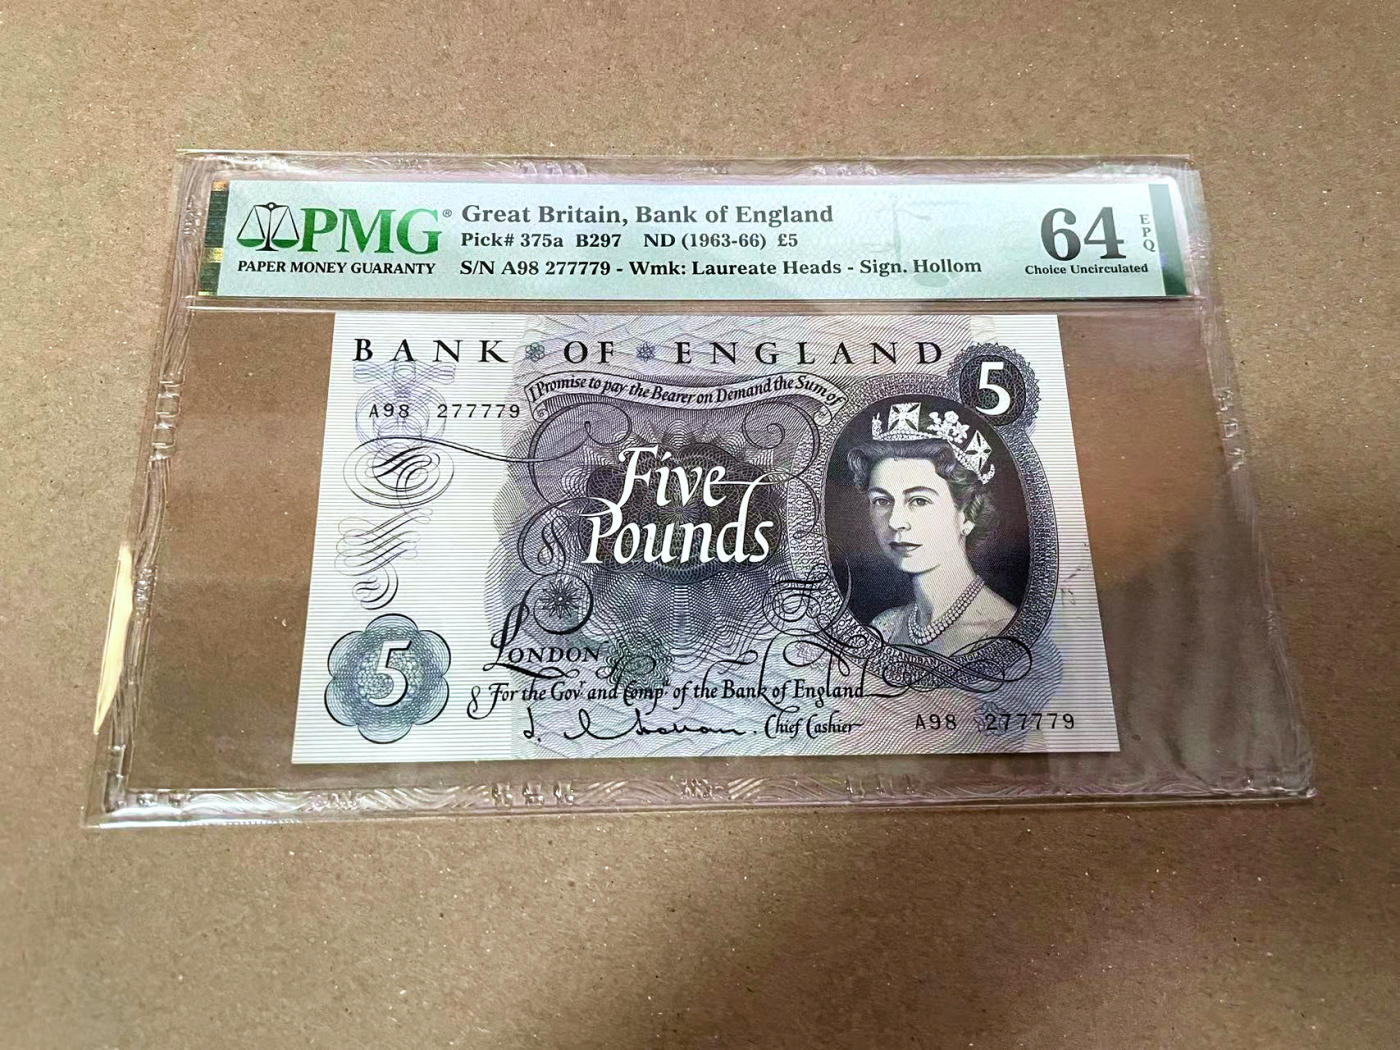 PMG®
PAPER MONEY GUARANTY
Great Britain, Bank of England
Pick# 375a B297 ND (1963-66) £5
S/N A98 277779 - Wmk: Laureate Heads - Sign. Hollom
64 EPQ
Choice Uncirculated
BANK OF ENGLAND
5
I Promise to pay the Bearer on Demand the Sum of
A98 277779
Five
Pounds
LONDON
5
For the Govr and Compa of the Bank of England
Chief Cashier
A98 277779